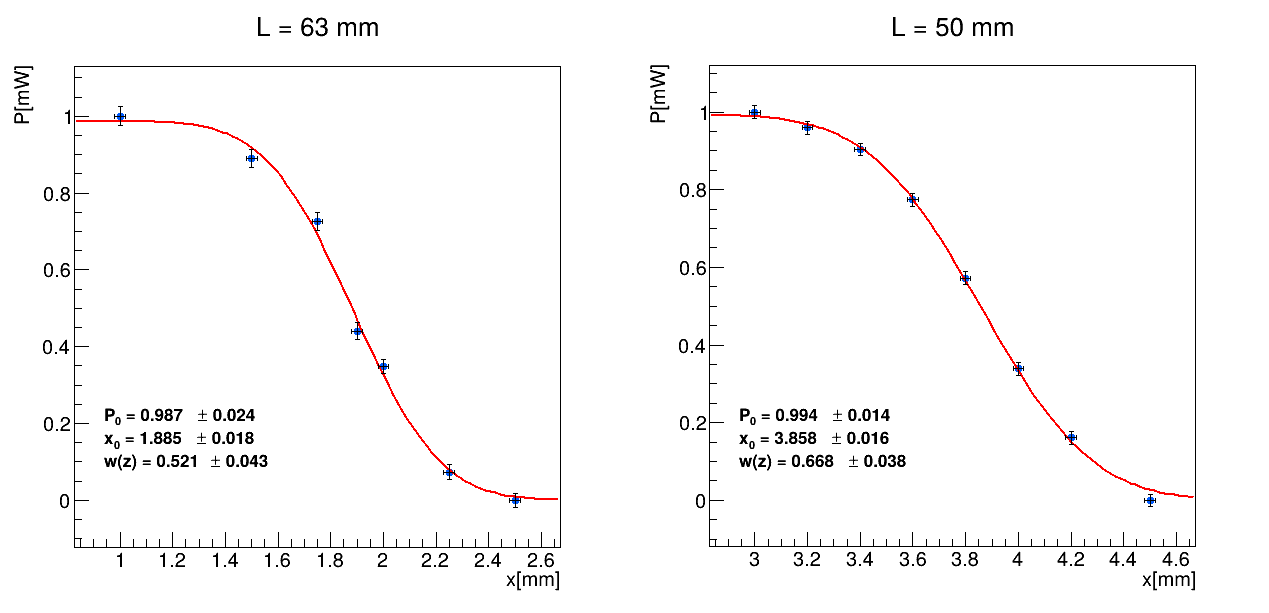 L = 63 mm
P[mW]
1
0.8
0.6
0.4
0.2
0
P₀ = 0.987 ± 0.024
x₀ = 1.885 ± 0.018
w(z) = 0.521 ± 0.043
1 1.2 1.4 1.6 1.8 2 2.2 2.4 2.6
x[mm]
L = 50 mm
P[mW]
1
0.8
0.6
0.4
0.2
0
P₀ = 0.994 ± 0.014
x₀ = 3.858 ± 0.016
w(z) = 0.668 ± 0.038
3 3.2 3.4 3.6 3.8 4 4.2 4.4 4.6
x[mm]